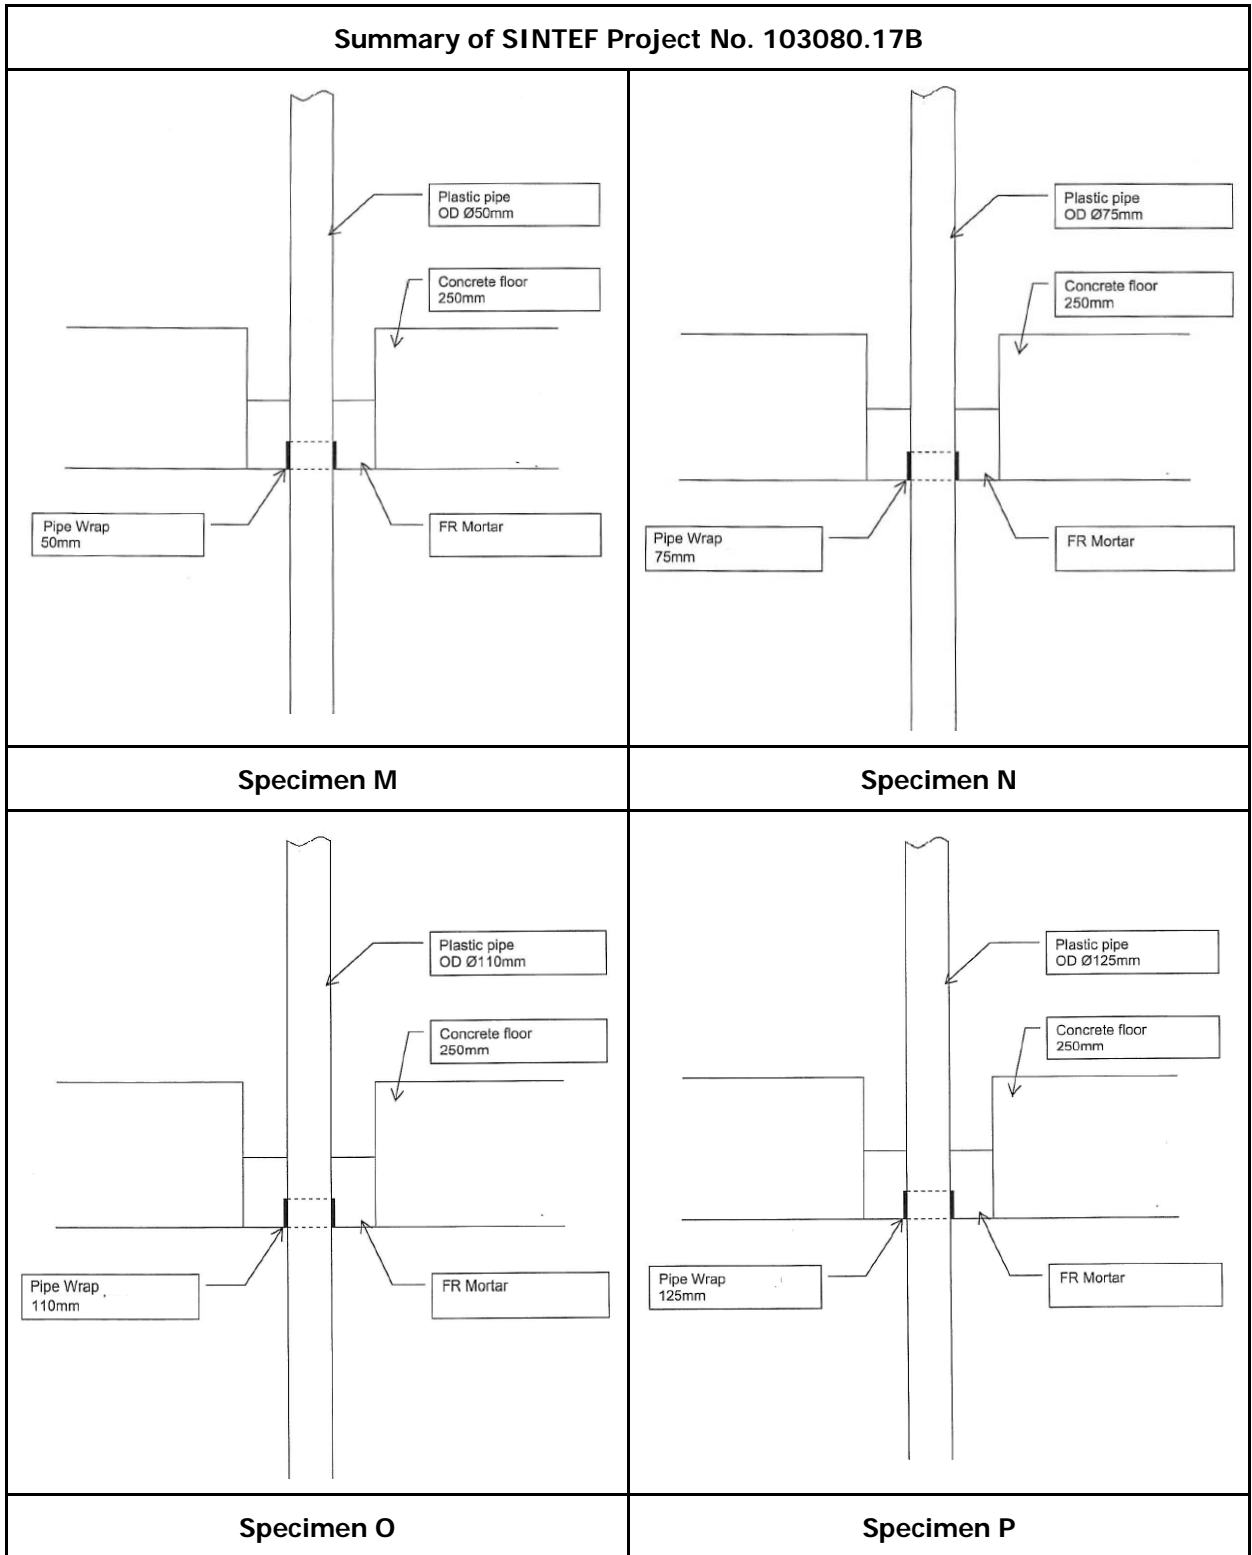 Summary of SINTEF Project No. 103080.17B
Plastic pipe
OD Ø50mm
Concrete floor
250mm
Pipe Wrap
50mm
FR Mortar
Plastic pipe
OD Ø75mm
Concrete floor
250mm
Pipe Wrap
75mm
FR Mortar
Specimen M
Specimen N
Plastic pipe
OD Ø110mm
Concrete floor
250mm
Pipe Wrap
110mm
FR Mortar
Plastic pipe
OD Ø125mm
Concrete floor
250mm
Pipe Wrap
125mm
FR Mortar
Specimen O
Specimen P